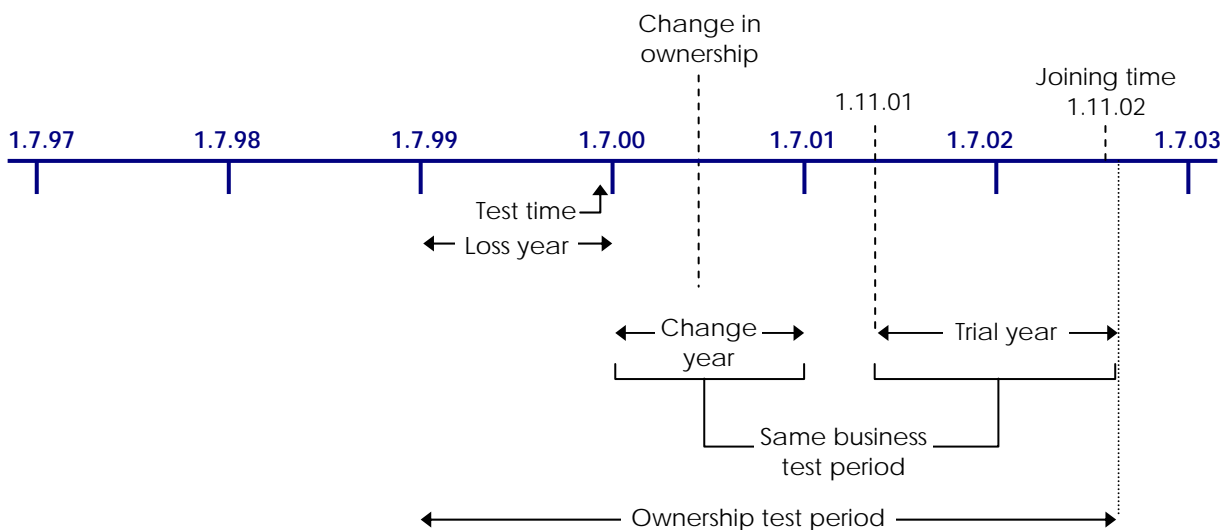 Change in
ownership
Joining time
1.11.01
1.11.02
1.7.97 1.7.98 1.7.99 1.7.00 1.7.01 1.7.02 1.7.03
Test time
Loss year
Change
year
Trial year
Same business
test period
Ownership test period